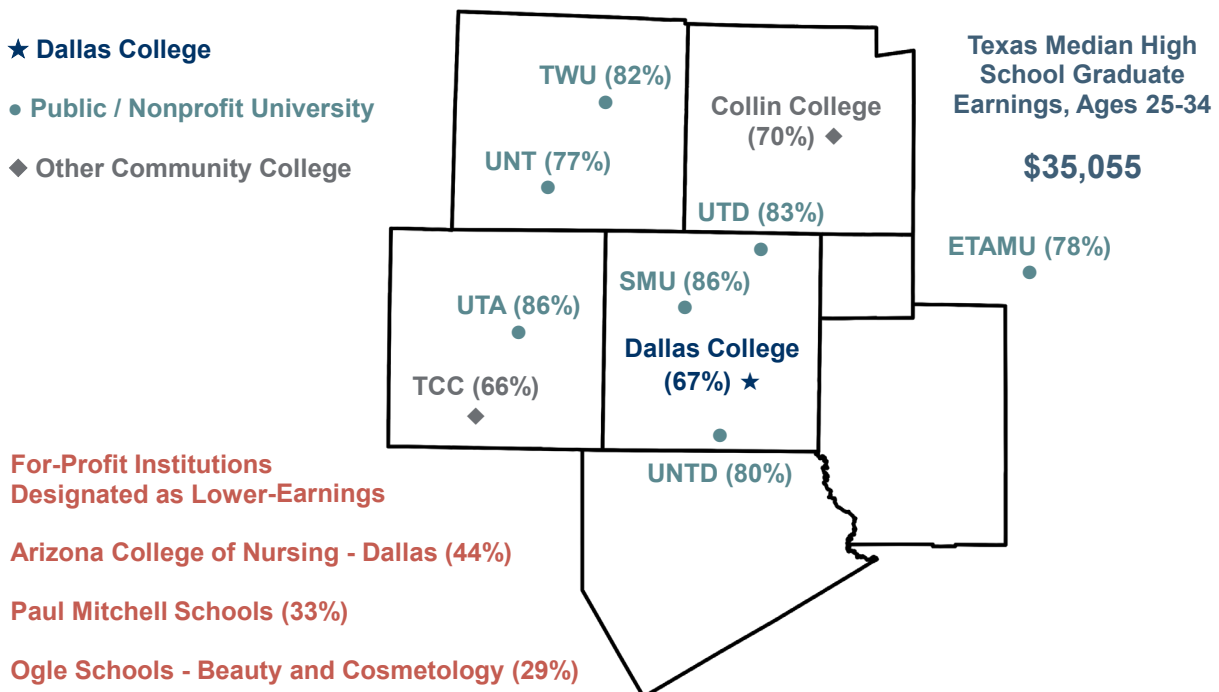 ★ Dallas College
● Public / Nonprofit University
◆ Other Community College
TWU (82%)
UNT (77%)
Collin College
(70%) ◆
UTD (83%)
SMU (86%)
UTA (86%)
Dallas College
(67%) ★
TCC (66%)
UNTD (80%)
ETAMU (78%)
Texas Median High
School Graduate
Earnings, Ages 25-34
$35,055
For-Profit Institutions
Designated as Lower-Earnings
Arizona College of Nursing - Dallas (44%)
Paul Mitchell Schools (33%)
Ogle Schools - Beauty and Cosmetology (29%)